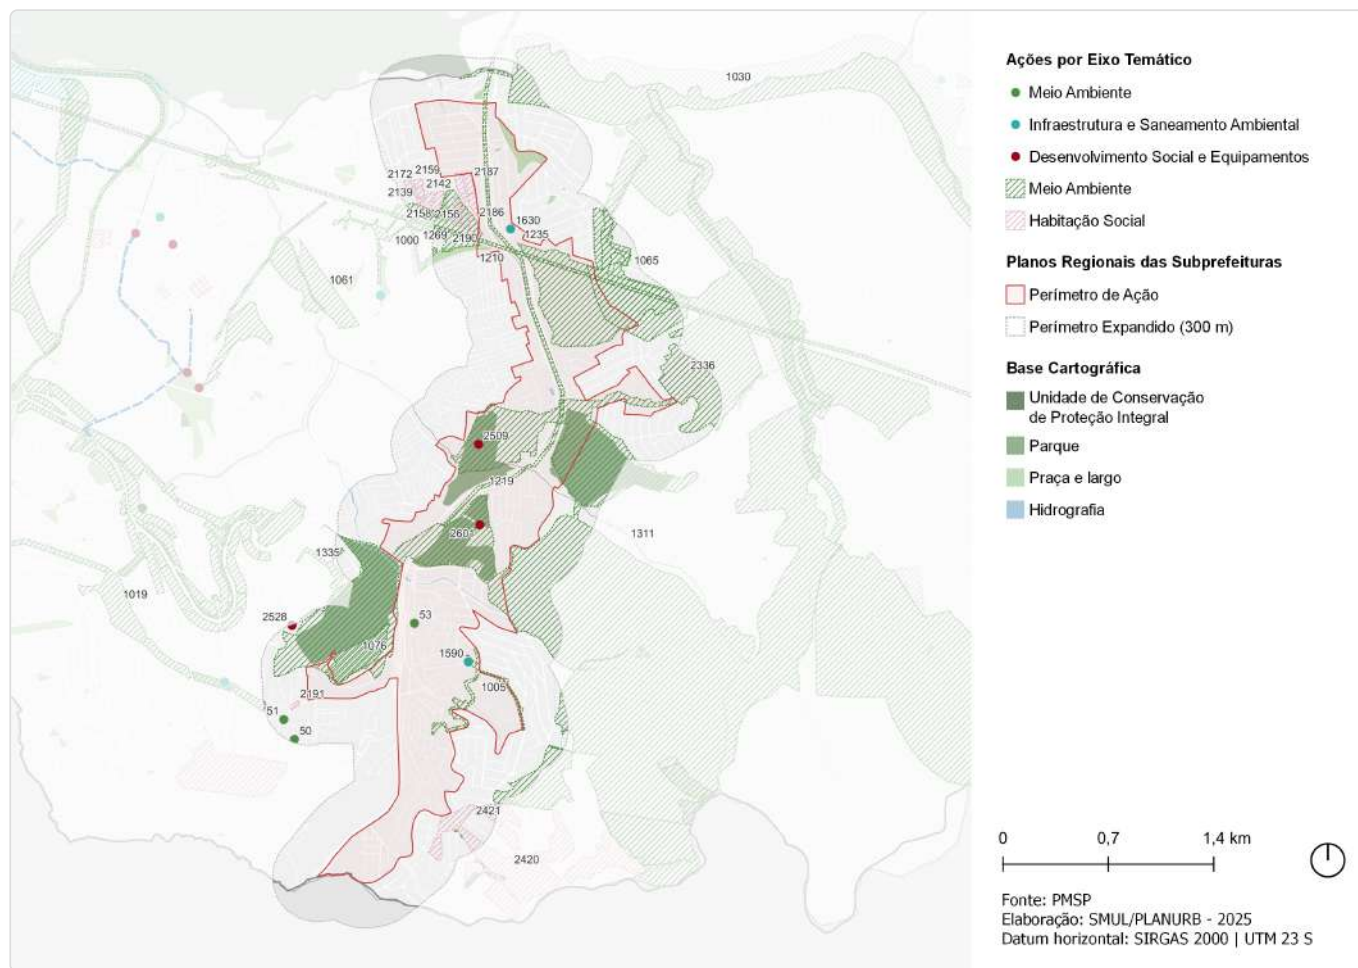 1030
2172
2159
2187
2142
2139
2158
2156
2186
1630
1000
1269
2190
1235
1210
1065
1061
2336
2509
1219
2601
1311
1335
1019
2528
53
1076
1590
1005
2191
51
50
2421
2420
Ações por Eixo Temático
Meio Ambiente
Infraestrutura e Saneamento Ambiental
Desenvolvimento Social e Equipamentos
Meio Ambiente
Habitação Social
Planos Regionais das Subprefeituras
Perímetro de Ação
Perímetro Expandido (300 m)
Base Cartográfica
Unidade de Conservação
de Proteção Integral
Parque
Praça e largo
Hidrografia
0 0,7 1,4 km
Fonte: PMSP
Elaboração: SMUL/PLANURB - 2025
Datum horizontal: SIRGAS 2000 | UTM 23 S